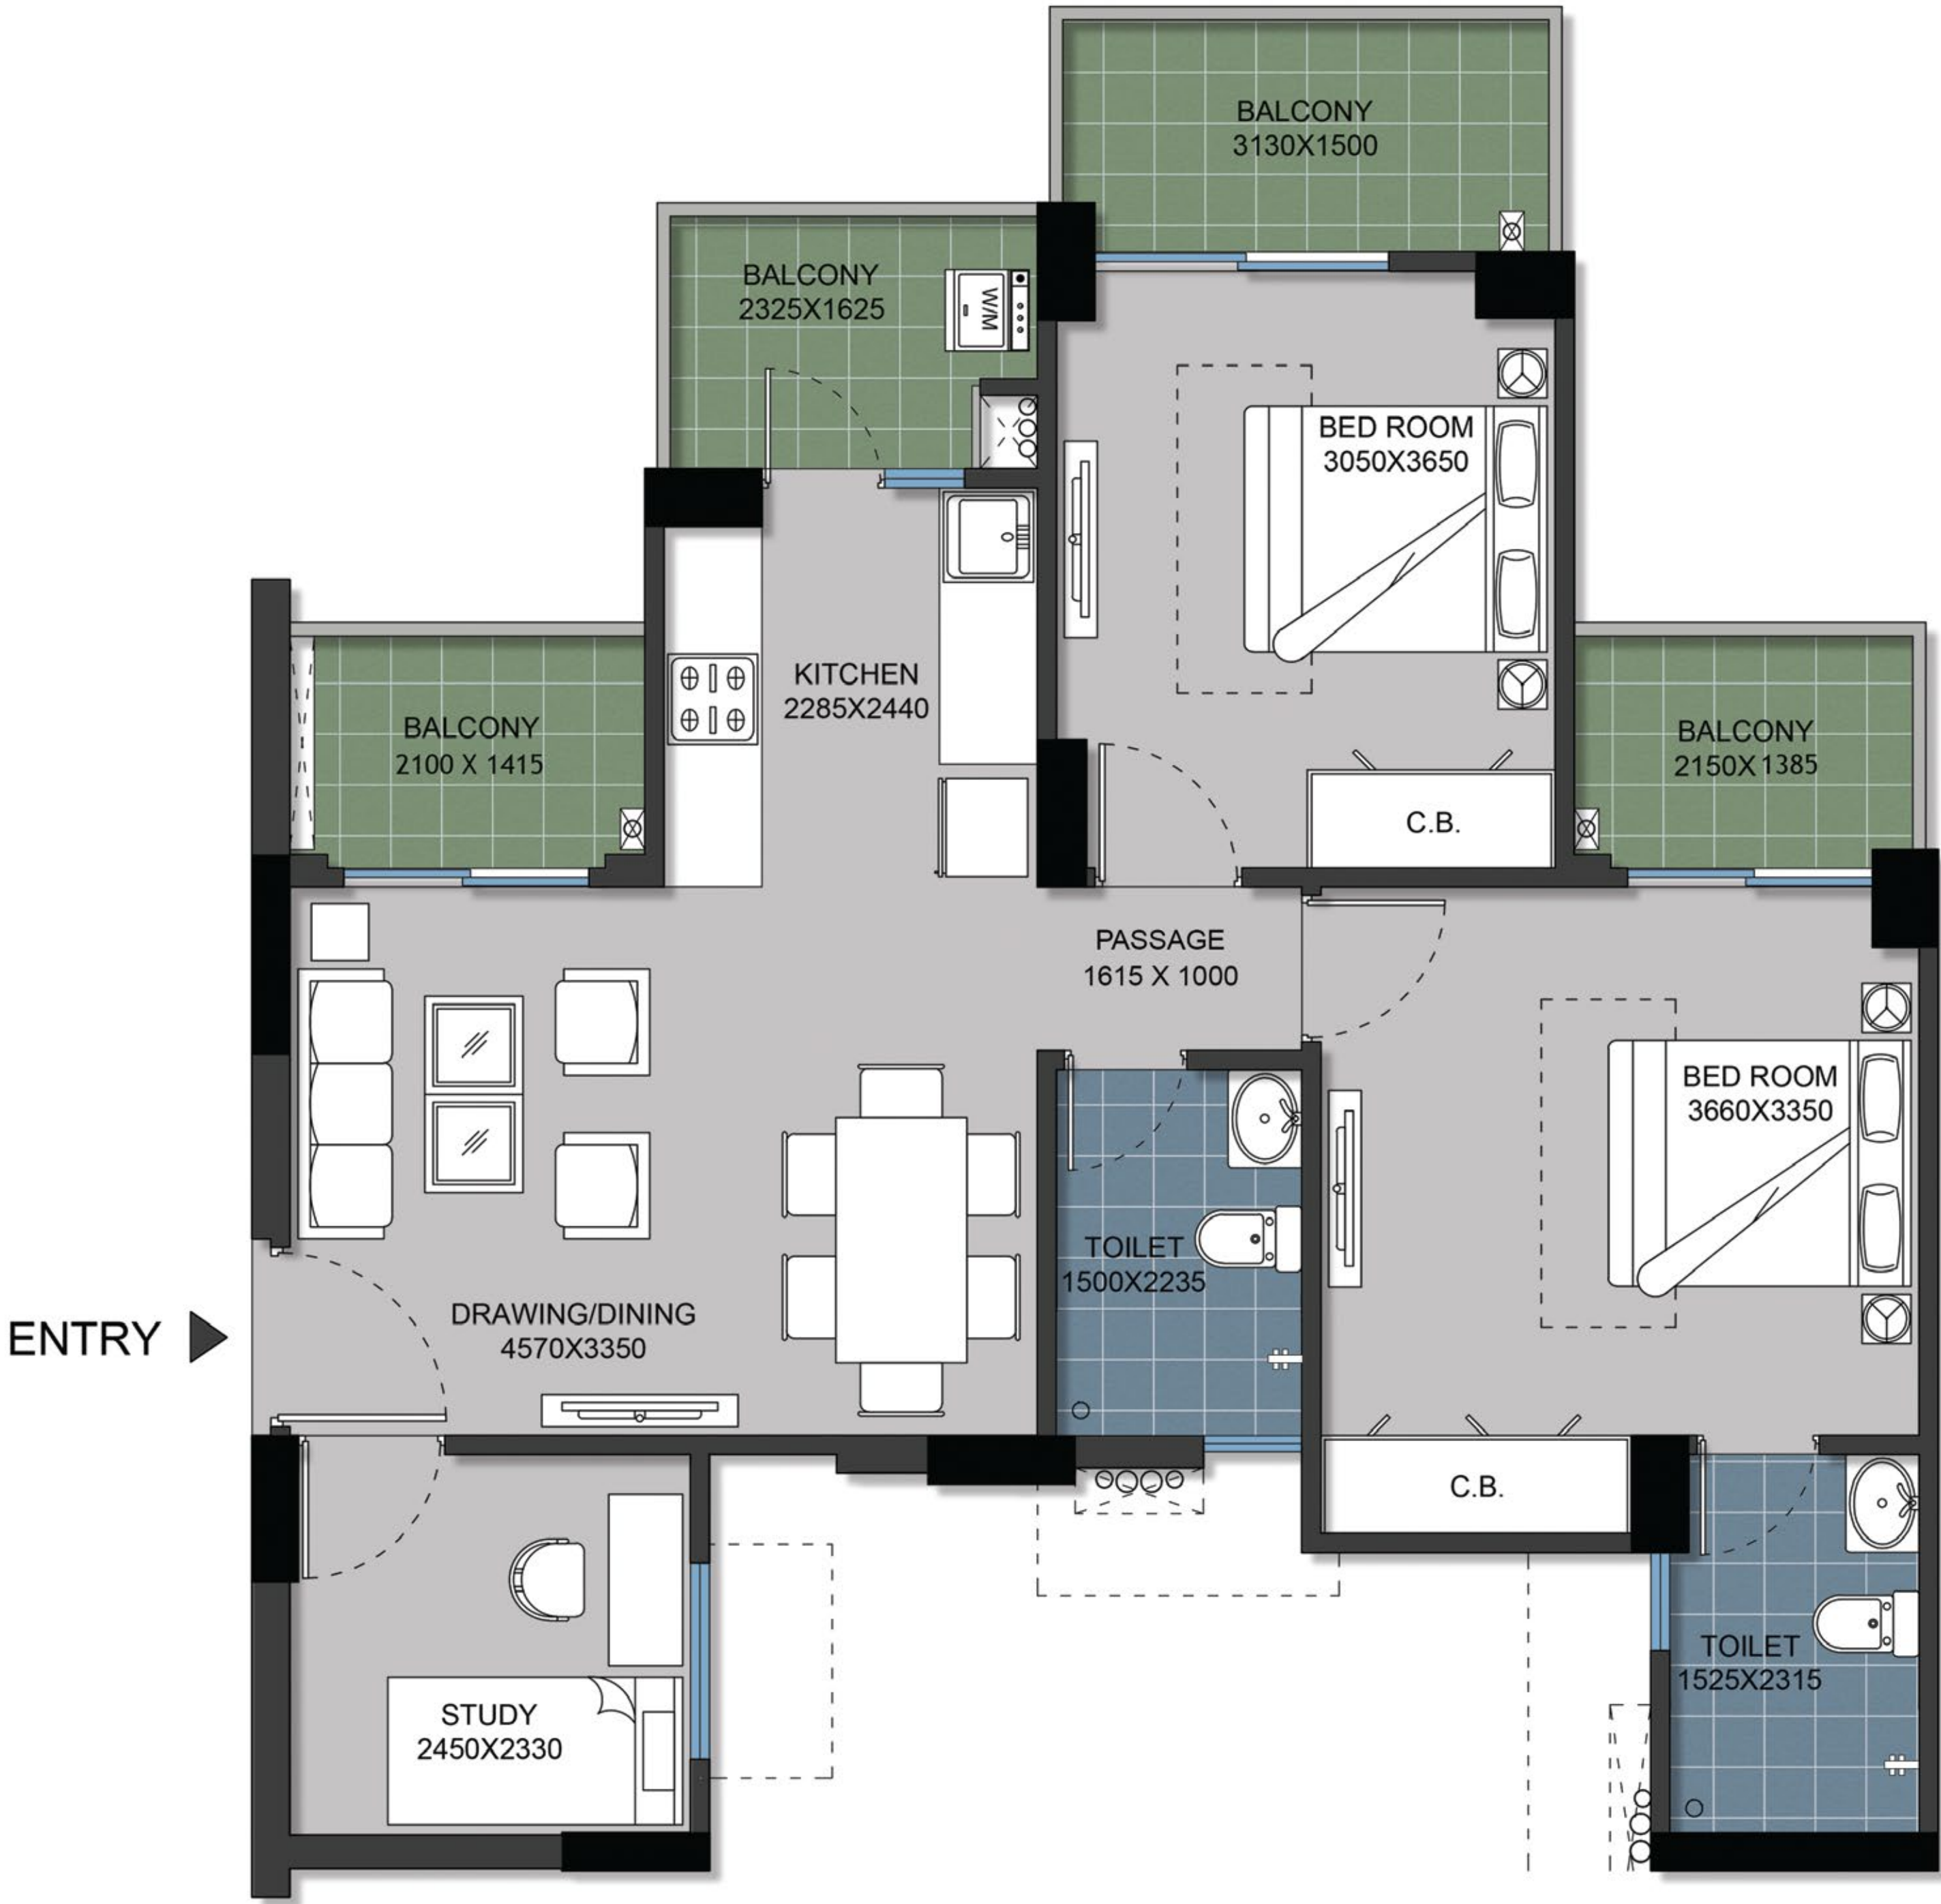 BALCONY
3130X1500
BALCONY
2325X1625
W/M
BED ROOM
3050X3650
KITCHEN
2285X2440
BALCONY
2100 X 1415
BALCONY
2150X1385
C.B.
PASSAGE
1615 X 1000
BED ROOM
3660X3350
TOILET
1500X2235
ENTRY
DRAWING/DINING
4570X3350
C.B.
TOILET
1525X2315
STUDY
2450X2330